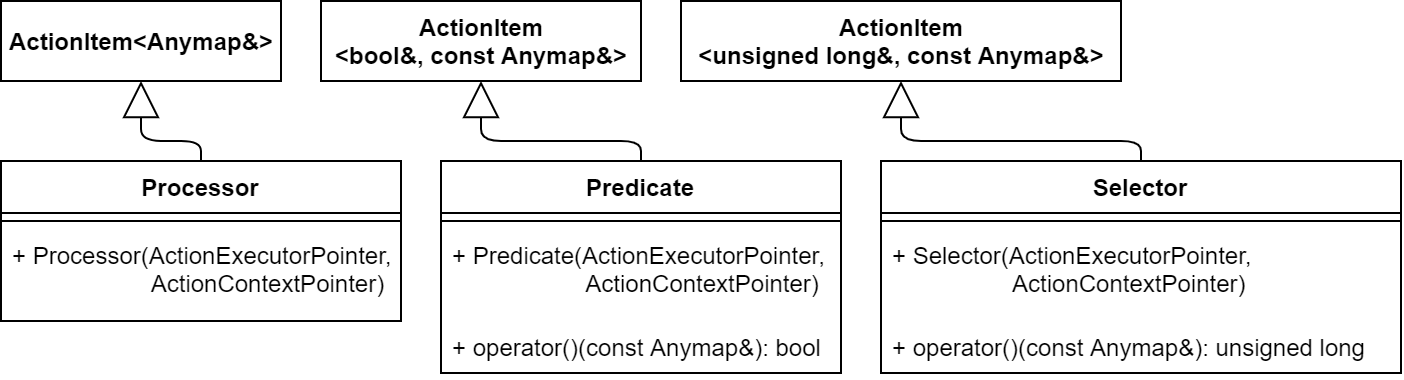 ActionItem<Anymap&>
ActionItem
<bool&, const Anymap&>
ActionItem
<unsigned long&, const Anymap&>
Processor
+ Processor(ActionExecutorPointer,
ActionContextPointer)
Predicate
+ Predicate(ActionExecutorPointer,
ActionContextPointer)
+ operator()(const Anymap&): bool
Selector
+ Selector(ActionExecutorPointer,
ActionContextPointer)
+ operator()(const Anymap&): unsigned long